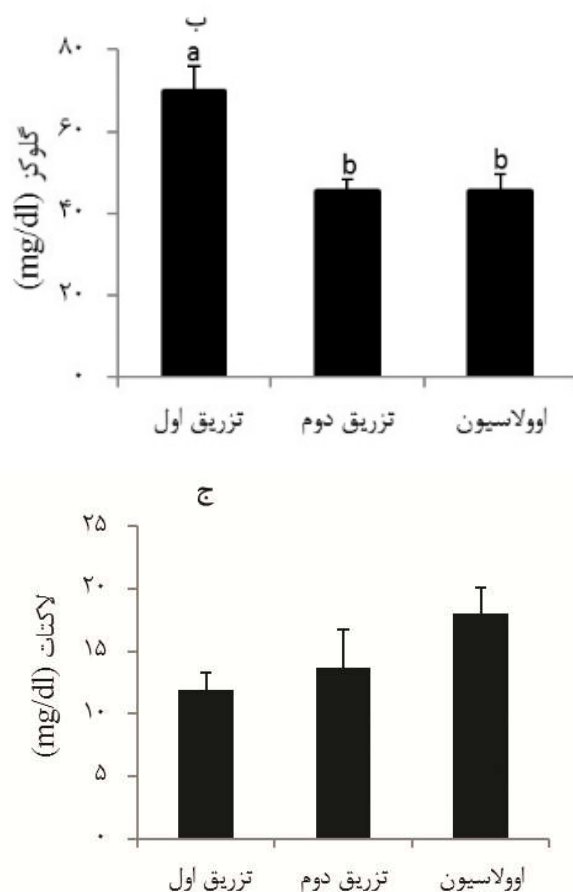 ب
گلوکز (mg/dl)
۸۰
۶۰
۴۰
۲۰
۰
a
b
b
تزریق اول
تزریق دوم
اوولاسیون
ج
لاکتات (mg/dl)
۲۵
۲۰
۱۵
۱۰
۵
۰
تزریق اول
تزریق دوم
اوولاسیون